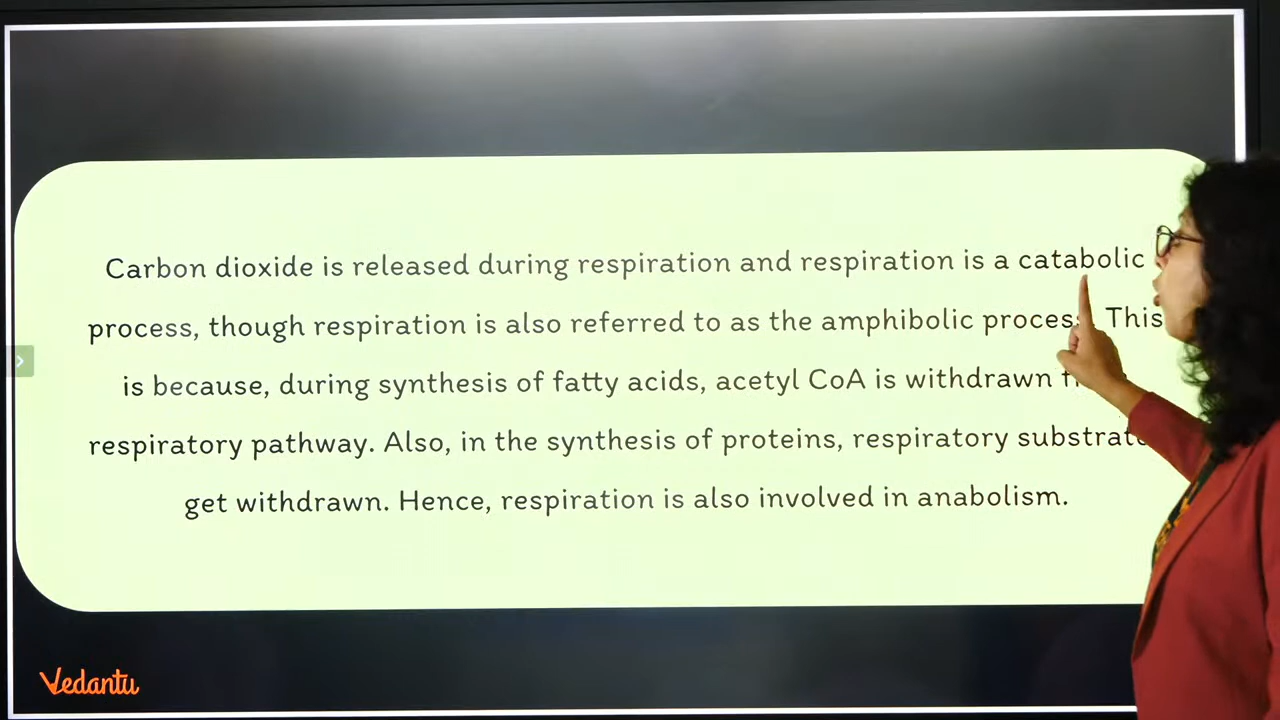 Carbon dioxide is released during respiration and respiration is a catabolic
process, though respiration is also referred to as the amphibolic process. This
is because, during synthesis of fatty acids, acetyl CoA is withdrawn
respiratory pathway. Also, in the synthesis of proteins, respiratory
get withdrawn. Hence, respiration is also involved in anabolism.
Vedantu